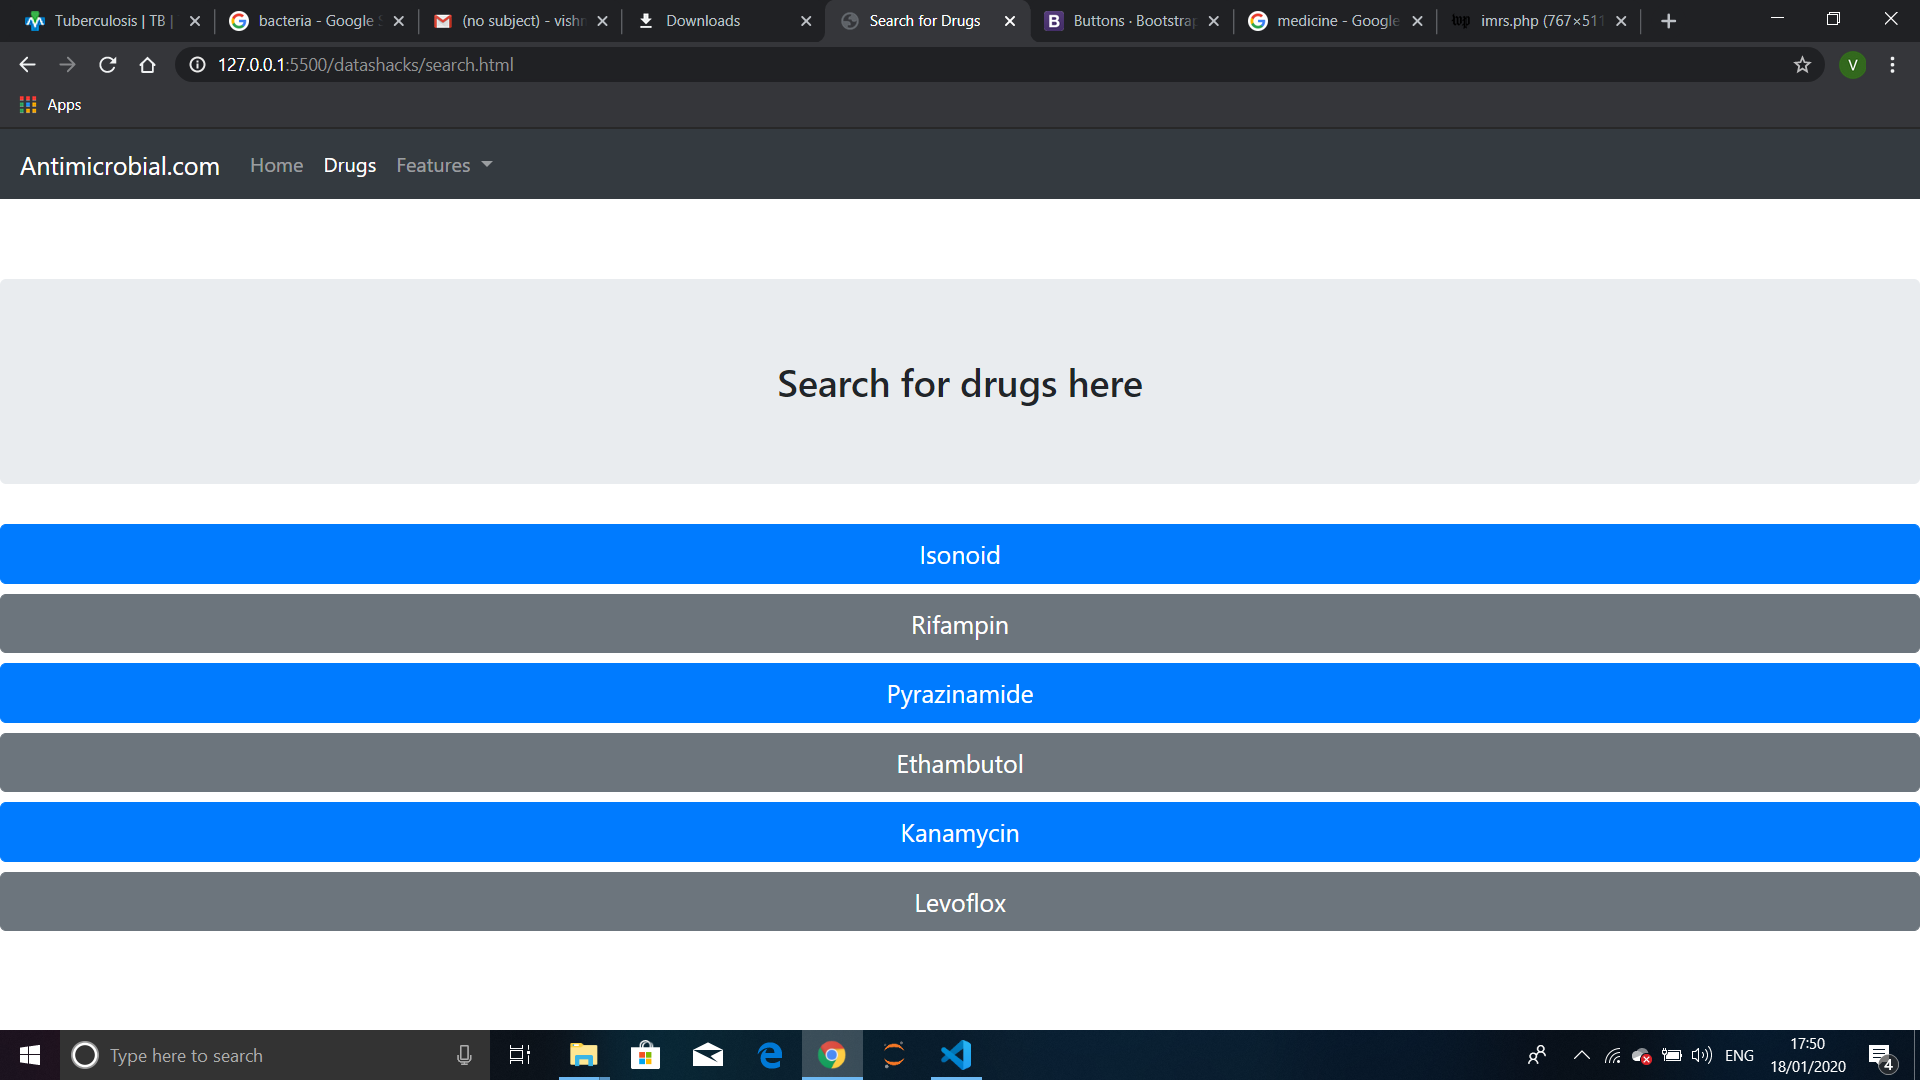 Tuberculosis | TB |
bacteria - Google S
(no subject) - vishn
Downloads
Search for Drugs
Buttons · Bootstrap
medicine - Google
imrs.php (767×511
127.0.0.1:5500/datashacks/search.html
V
Apps
Antimicrobial.com Home Drugs Features
Search for drugs here
Isonoid
Rifampin
Pyrazinamide
Ethambutol
Kanamycin
Levoflox
Type here to search
ENG
17:50
18/01/2020
4